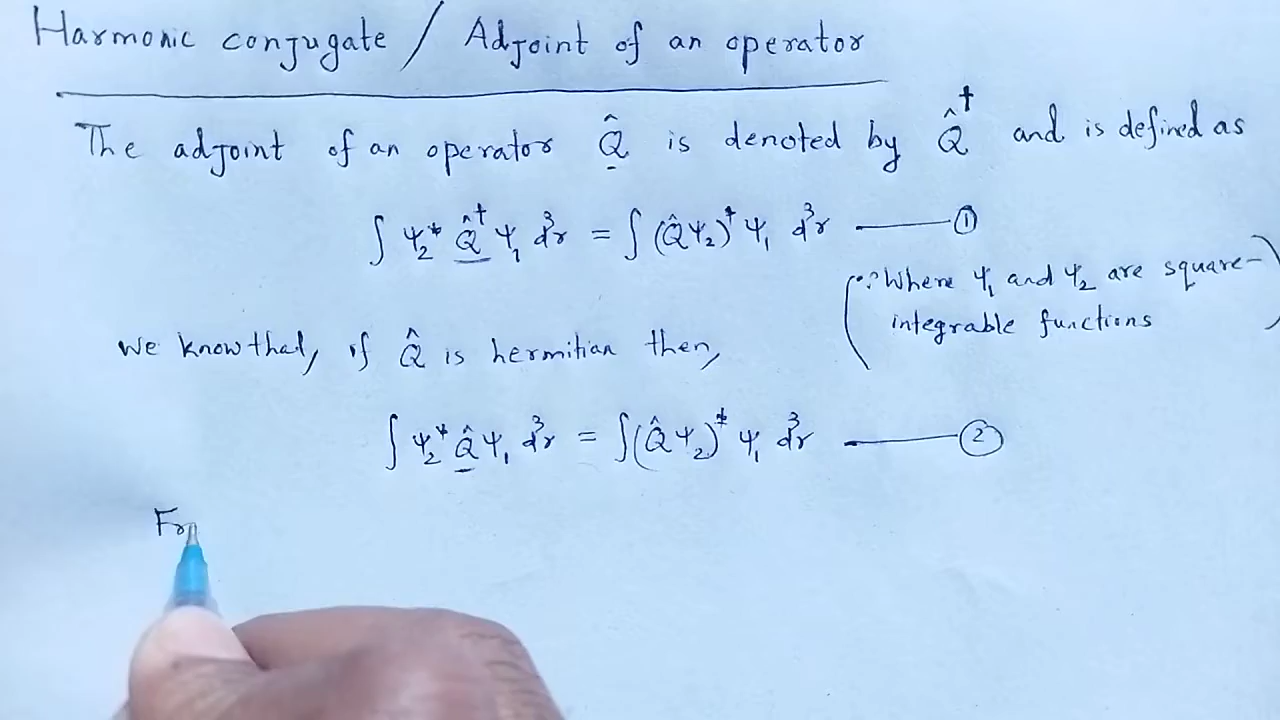 Harmonic conjugate / Adjoint of an operator
The adjoint of an operator Q̂ is denoted by Q̂† and is defined as
∫ ψ₂* Q̂† ψ₁ d³r = ∫ (Q̂ψ₂)* ψ₁ d³r —— ①
(∵ Where ψ₁ and ψ₂ are square-
integrable functions)
we know that, if Q̂ is hermitian then,
∫ ψ₂* Q̂ ψ₁ d³r = ∫ (Q̂ψ₂)* ψ₁ d³r —— ②
Fro